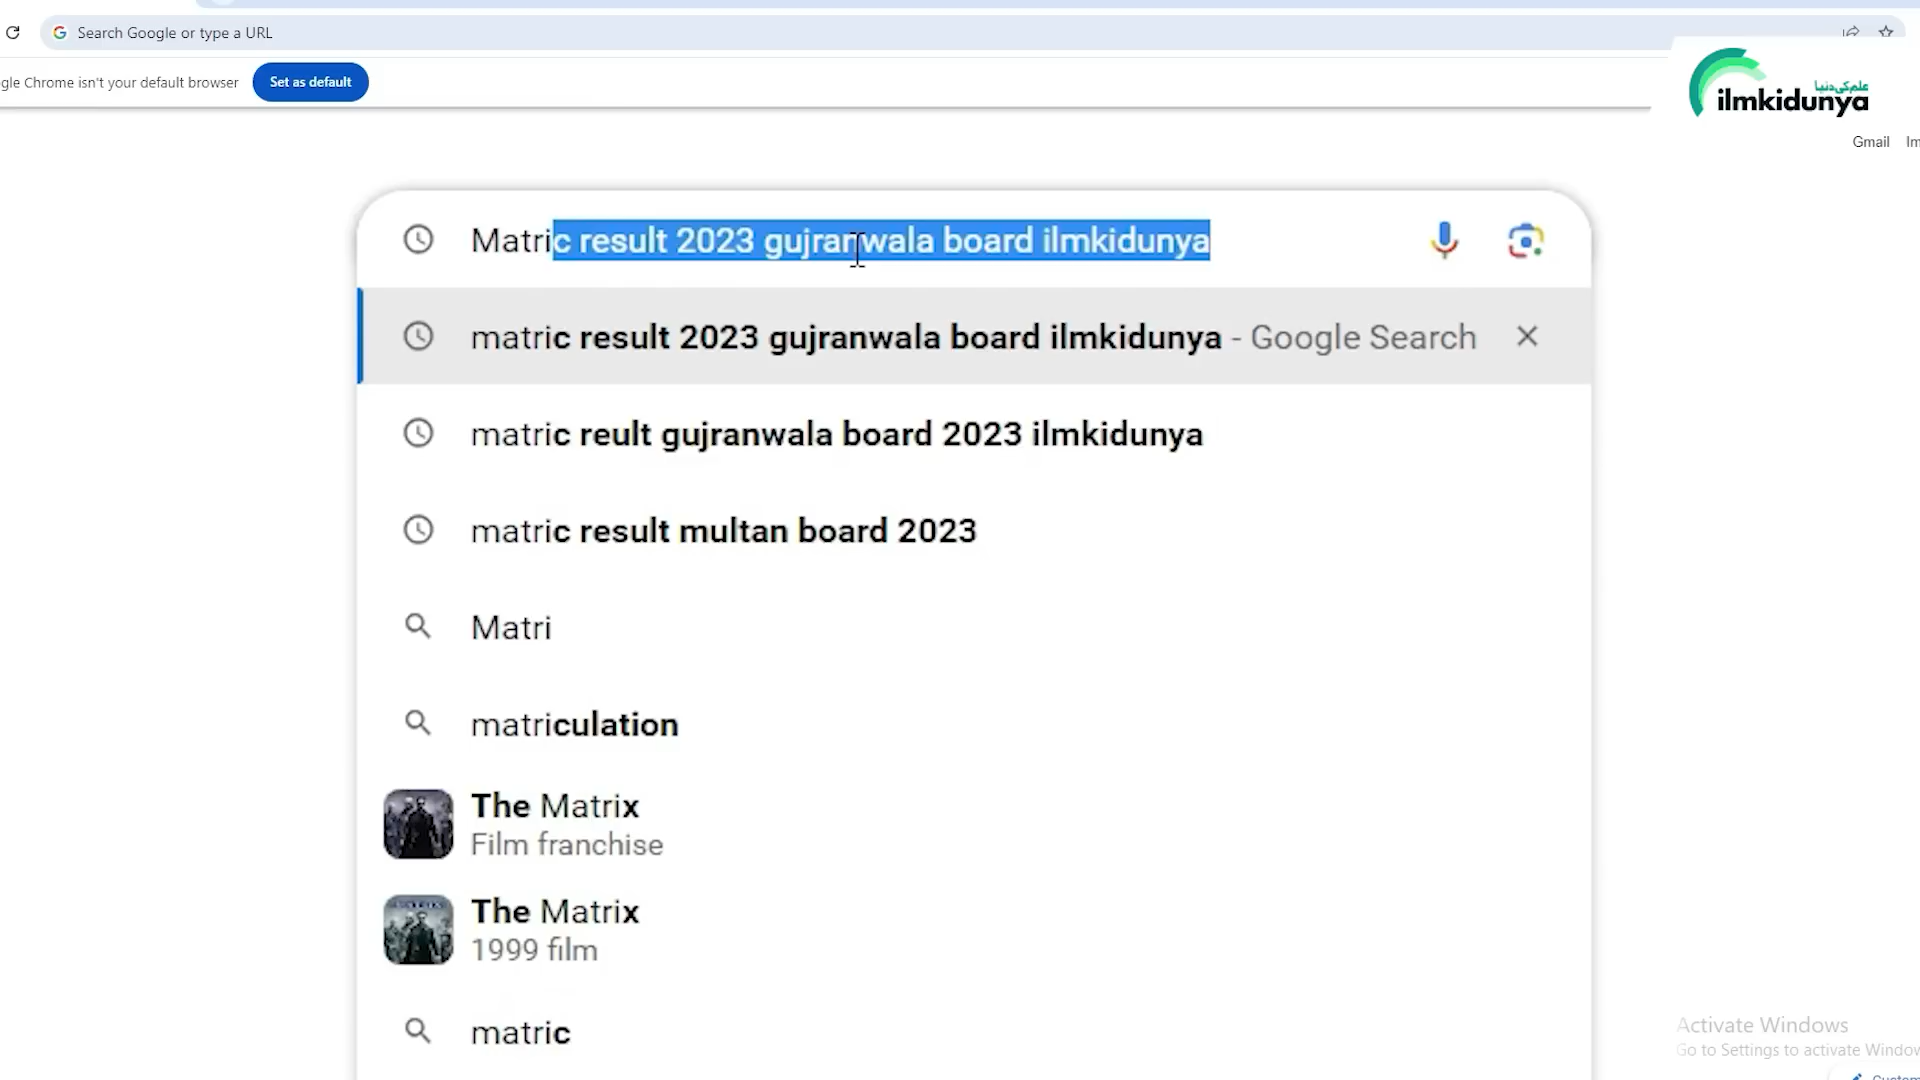 Search Google or type a URL
gle Chrome isn't your default browser
Set as default
علم کی دنیا
ilmkidunya
Gmail Im
Matric result 2023 gujranwala board ilmkidunya
matric result 2023 gujranwala board ilmkidunya - Google Search
matric reult gujranwala board 2023 ilmkidunya
matric result multan board 2023
Matri
matriculation
The Matrix
Film franchise
The Matrix
1999 film
matric
Activate Windows
Go to Settings to activate Window